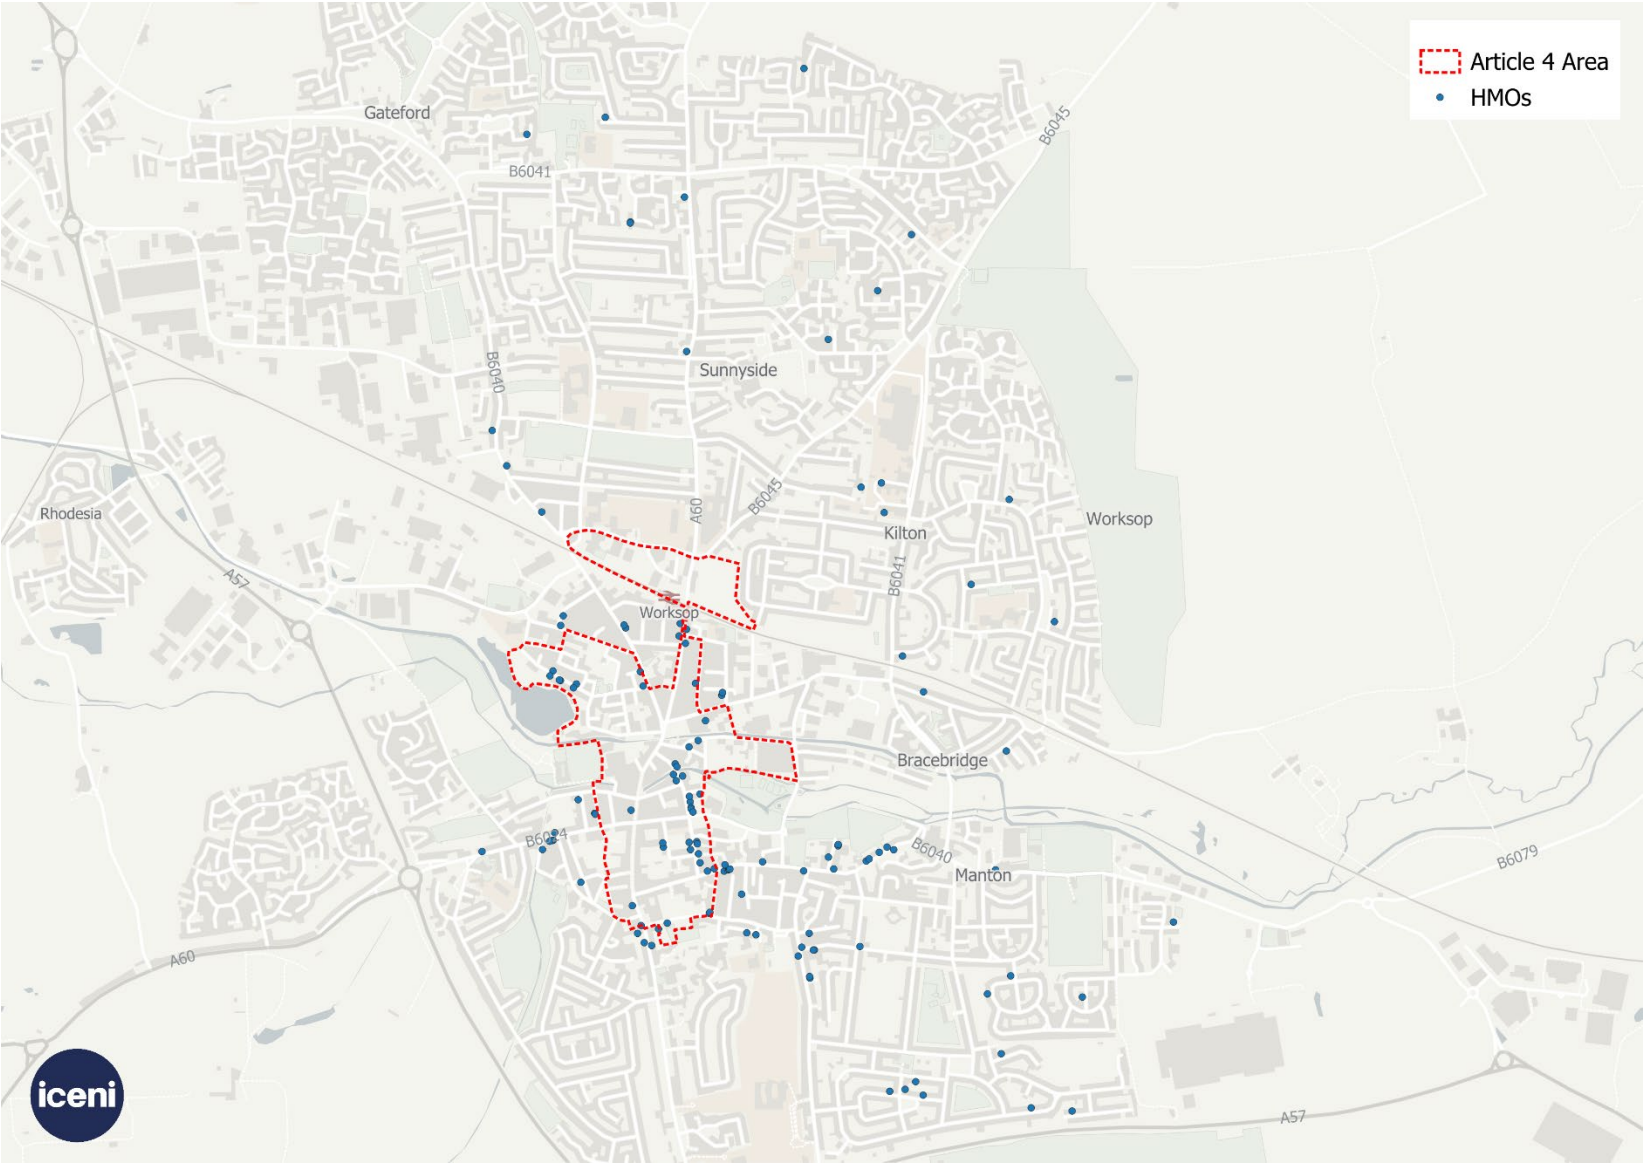 Article 4 Area
HMOs
Gateford
B6045
B6041
B6040
Sunnyside
A60
B6045
Rhodesia
Worksop
Kilton
A57
B6041
Worksop
Bracebridge
B6024
B6040
B6079
Manton
A60
iceni
A57